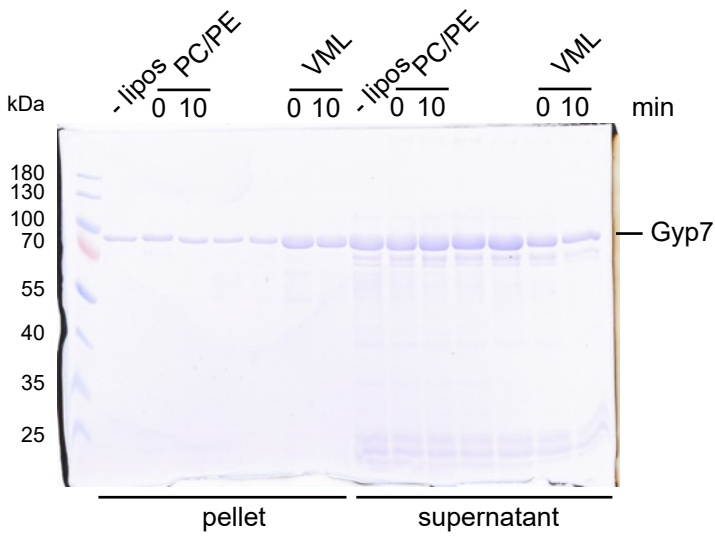 - lipos PC/PE VML - lipos PC/PE VML
kDa 0 10 0 10 0 10 0 10 min
180
130
100
70 Gyp7
55
40
35
25
pellet supernatant